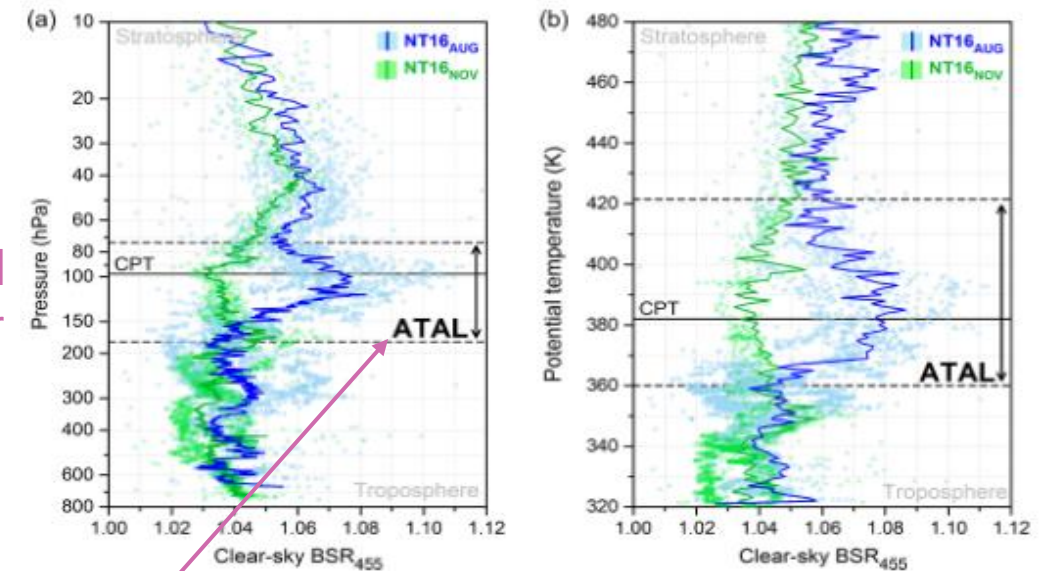 (a)
Stratosphere
NT16AUG
NT16NOV
10
20
30
40
60
80
100
150
200
300
400
600
800
Pressure (hPa)
CPT
ATAL
Troposphere
1.00 1.02 1.04 1.06 1.08 1.10 1.12
Clear-sky BSR455
(b)
Stratosphere
NT16AUG
NT16NOV
480
460
440
420
400
380
360
340
320
Potential temperature (K)
CPT
ATAL
Troposphere
1.00 1.02 1.04 1.06 1.08 1.10 1.12
Clear-sky BSR455